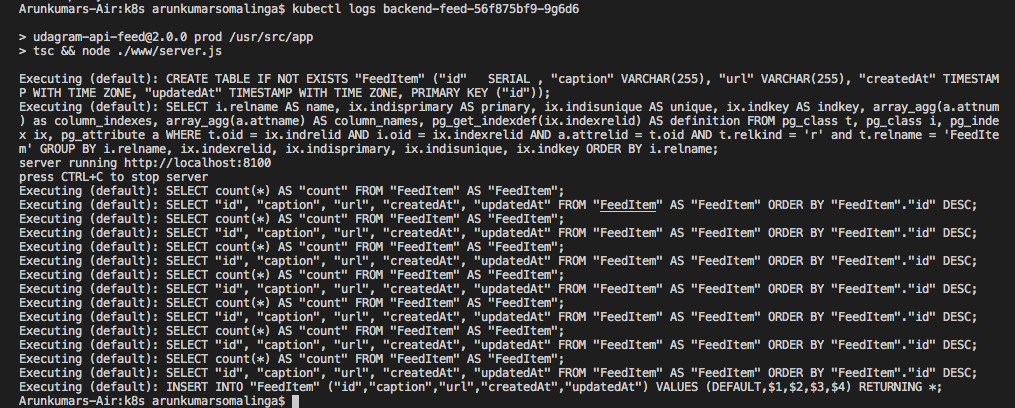 Arunkumars-Air:k8s arunkumarsomalinga$ kubectl logs backend-feed-56f875bf9-9g6d6
> udagram-api-feed@2.0.0 prod /usr/src/app
> tsc && node ./www/server.js
Executing (default): CREATE TABLE IF NOT EXISTS "FeedItem" ("id"   SERIAL , "caption" VARCHAR(255), "url" VARCHAR(255), "createdAt" TIMESTAM
P WITH TIME ZONE, "updatedAt" TIMESTAMP WITH TIME ZONE, PRIMARY KEY ("id"));
Executing (default): SELECT i.relname AS name, ix.indisprimary AS primary, ix.indisunique AS unique, ix.indkey AS indkey, array_agg(a.attnum
) as column_indexes, array_agg(a.attname) AS column_names, pg_get_indexdef(ix.indexrelid) AS definition FROM pg_class t, pg_class i, pg_inde
x ix, pg_attribute a WHERE t.oid = ix.indrelid AND i.oid = ix.indexrelid AND a.attrelid = t.oid AND t.relkind = 'r' and t.relname = 'FeedIte
m' GROUP BY i.relname, ix.indexrelid, ix.indisprimary, ix.indisunique, ix.indkey ORDER BY i.relname;
server running http://localhost:8100
press CTRL+C to stop server
Executing (default): SELECT count(*) AS "count" FROM "FeedItem" AS "FeedItem";
Executing (default): SELECT "id", "caption", "url", "createdAt", "updatedAt" FROM "FeedItem" AS "FeedItem" ORDER BY "FeedItem"."id" DESC;
Executing (default): SELECT count(*) AS "count" FROM "FeedItem" AS "FeedItem";
Executing (default): SELECT "id", "caption", "url", "createdAt", "updatedAt" FROM "FeedItem" AS "FeedItem" ORDER BY "FeedItem"."id" DESC;
Executing (default): SELECT count(*) AS "count" FROM "FeedItem" AS "FeedItem";
Executing (default): SELECT "id", "caption", "url", "createdAt", "updatedAt" FROM "FeedItem" AS "FeedItem" ORDER BY "FeedItem"."id" DESC;
Executing (default): SELECT count(*) AS "count" FROM "FeedItem" AS "FeedItem";
Executing (default): SELECT "id", "caption", "url", "createdAt", "updatedAt" FROM "FeedItem" AS "FeedItem" ORDER BY "FeedItem"."id" DESC;
Executing (default): SELECT count(*) AS "count" FROM "FeedItem" AS "FeedItem";
Executing (default): SELECT "id", "caption", "url", "createdAt", "updatedAt" FROM "FeedItem" AS "FeedItem" ORDER BY "FeedItem"."id" DESC;
Executing (default): SELECT count(*) AS "count" FROM "FeedItem" AS "FeedItem";
Executing (default): SELECT "id", "caption", "url", "createdAt", "updatedAt" FROM "FeedItem" AS "FeedItem" ORDER BY "FeedItem"."id" DESC;
Executing (default): SELECT count(*) AS "count" FROM "FeedItem" AS "FeedItem";
Executing (default): SELECT "id", "caption", "url", "createdAt", "updatedAt" FROM "FeedItem" AS "FeedItem" ORDER BY "FeedItem"."id" DESC;
Executing (default): INSERT INTO "FeedItem" ("id","caption","url","createdAt","updatedAt") VALUES (DEFAULT,$1,$2,$3,$4) RETURNING *;
Arunkumars-Air:k8s arunkumarsomalinga$